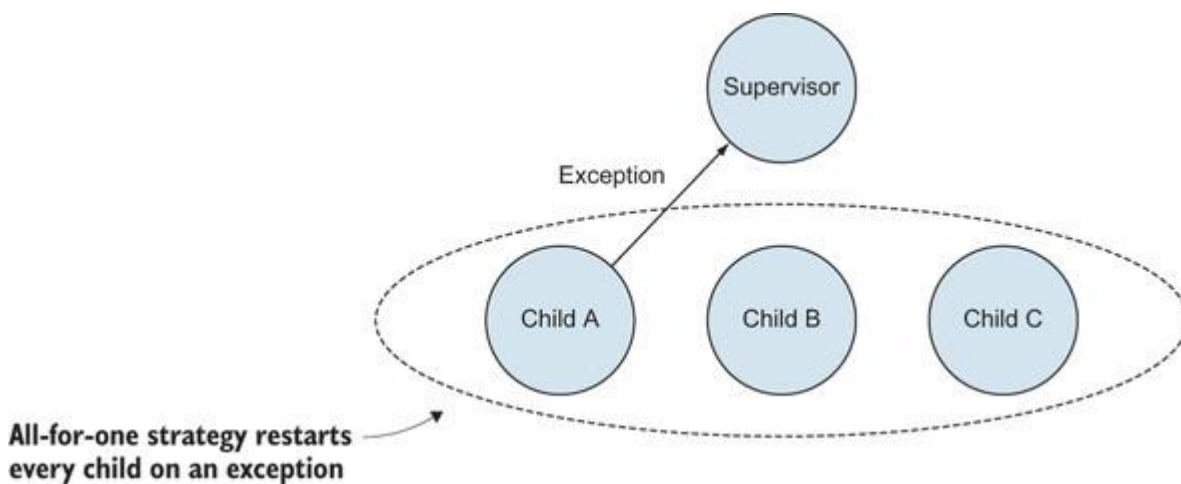 Supervisor
Exception
Child A
Child B
Child C
All-for-one strategy restarts
every child on an exception